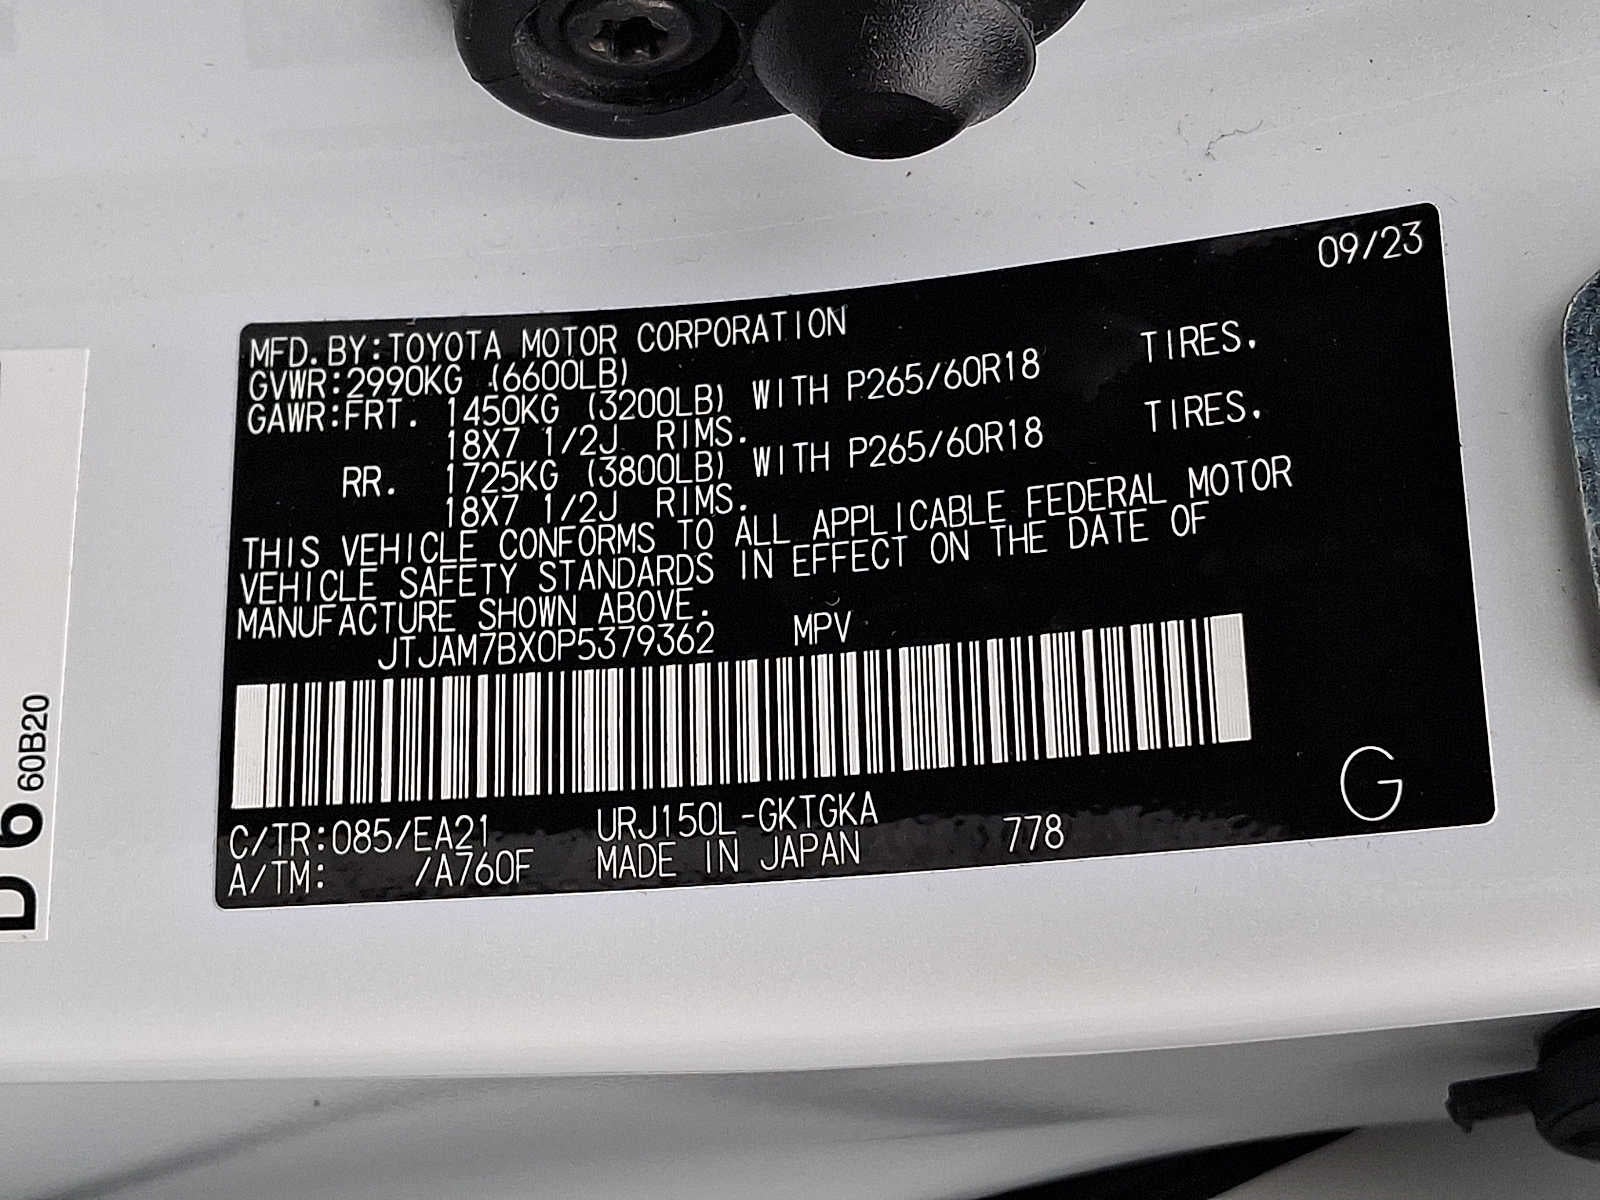 09/23
MFD.BY:TOYOTA MOTOR CORPORATION
GVWR:2990KG (6600LB)
GAWR:FRT. 1450KG (3200LB) WITH P265/60R18 TIRES.
18X7 1/2J RIMS.
RR. 1725KG (3800LB) WITH P265/60R18 TIRES.
18X7 1/2J RIMS.
THIS VEHICLE CONFORMS TO ALL APPLICABLE FEDERAL MOTOR
VEHICLE SAFETY STANDARDS IN EFFECT ON THE DATE OF
MANUFACTURE SHOWN ABOVE.
JTJAM7BX0P5379362 MPV
C/TR:085/EA21 URJ150L-GKTGKA
A/TM: /A760F MADE IN JAPAN 778
G
D 6
60B20